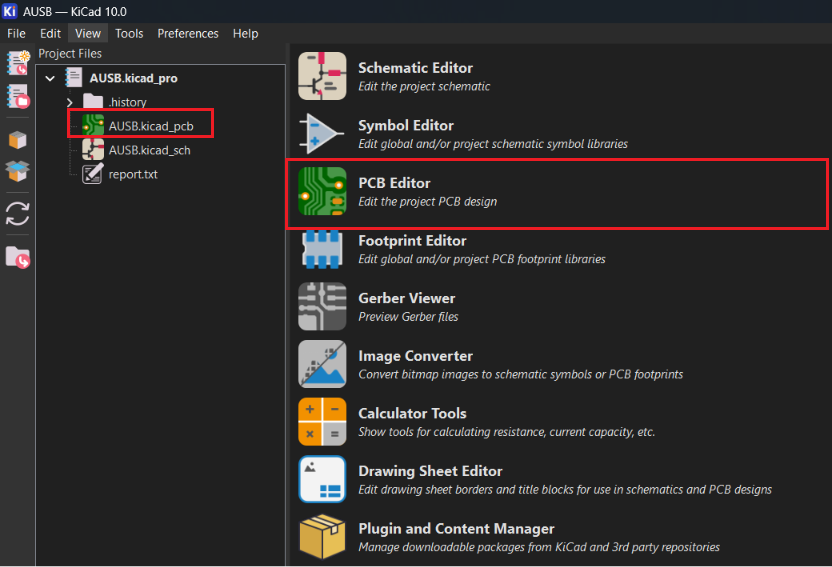 Ki AUSB — KiCad 10.0
File Edit View Tools Preferences Help
Project Files
AUSB.kicad_pro
.history
AUSB.kicad_pcb
AUSB.kicad_sch
report.txt
Schematic Editor
Edit the project schematic
Symbol Editor
Edit global and/or project schematic symbol libraries
PCB Editor
Edit the project PCB design
Footprint Editor
Edit global and/or project PCB footprint libraries
Gerber Viewer
Preview Gerber files
Image Converter
Convert bitmap images to schematic symbols or PCB footprints
Calculator Tools
Show tools for calculating resistance, current capacity, etc.
Drawing Sheet Editor
Edit drawing sheet borders and title blocks for use in schematics and PCB designs
Plugin and Content Manager
Manage downloadable packages from KiCad and 3rd party repositories